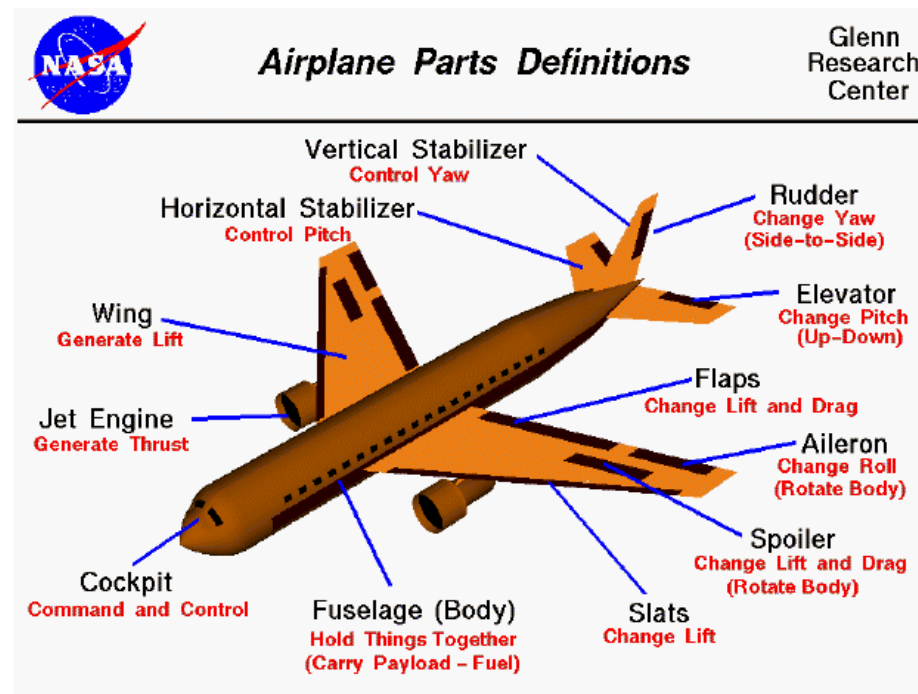 NASA
Airplane Parts Definitions
Glenn
Research
Center
Vertical Stabilizer
Control Yaw
Horizontal Stabilizer
Control Pitch
Rudder
Change Yaw
(Side-to-Side)
Wing
Generate Lift
Elevator
Change Pitch
(Up-Down)
Flaps
Change Lift and Drag
Jet Engine
Generate Thrust
Aileron
Change Roll
(Rotate Body)
Spoiler
Change Lift and Drag
(Rotate Body)
Cockpit
Command and Control
Fuselage (Body)
Hold Things Together
(Carry Payload - Fuel)
Slats
Change Lift